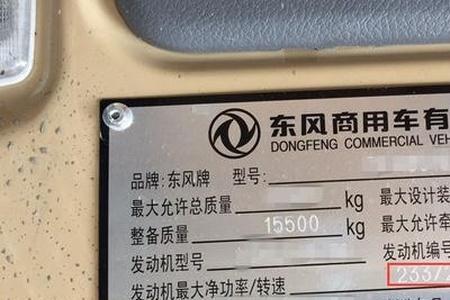 东风商用车有
DONGFENG COMMERCIAL VEH
品牌:东风牌 型号:
最大允许总质量 kg 最大设计装
整备质量 15500 kg 最大允许牵
发动机型号 发动机编号
发动机最大净功率/转速 233/2